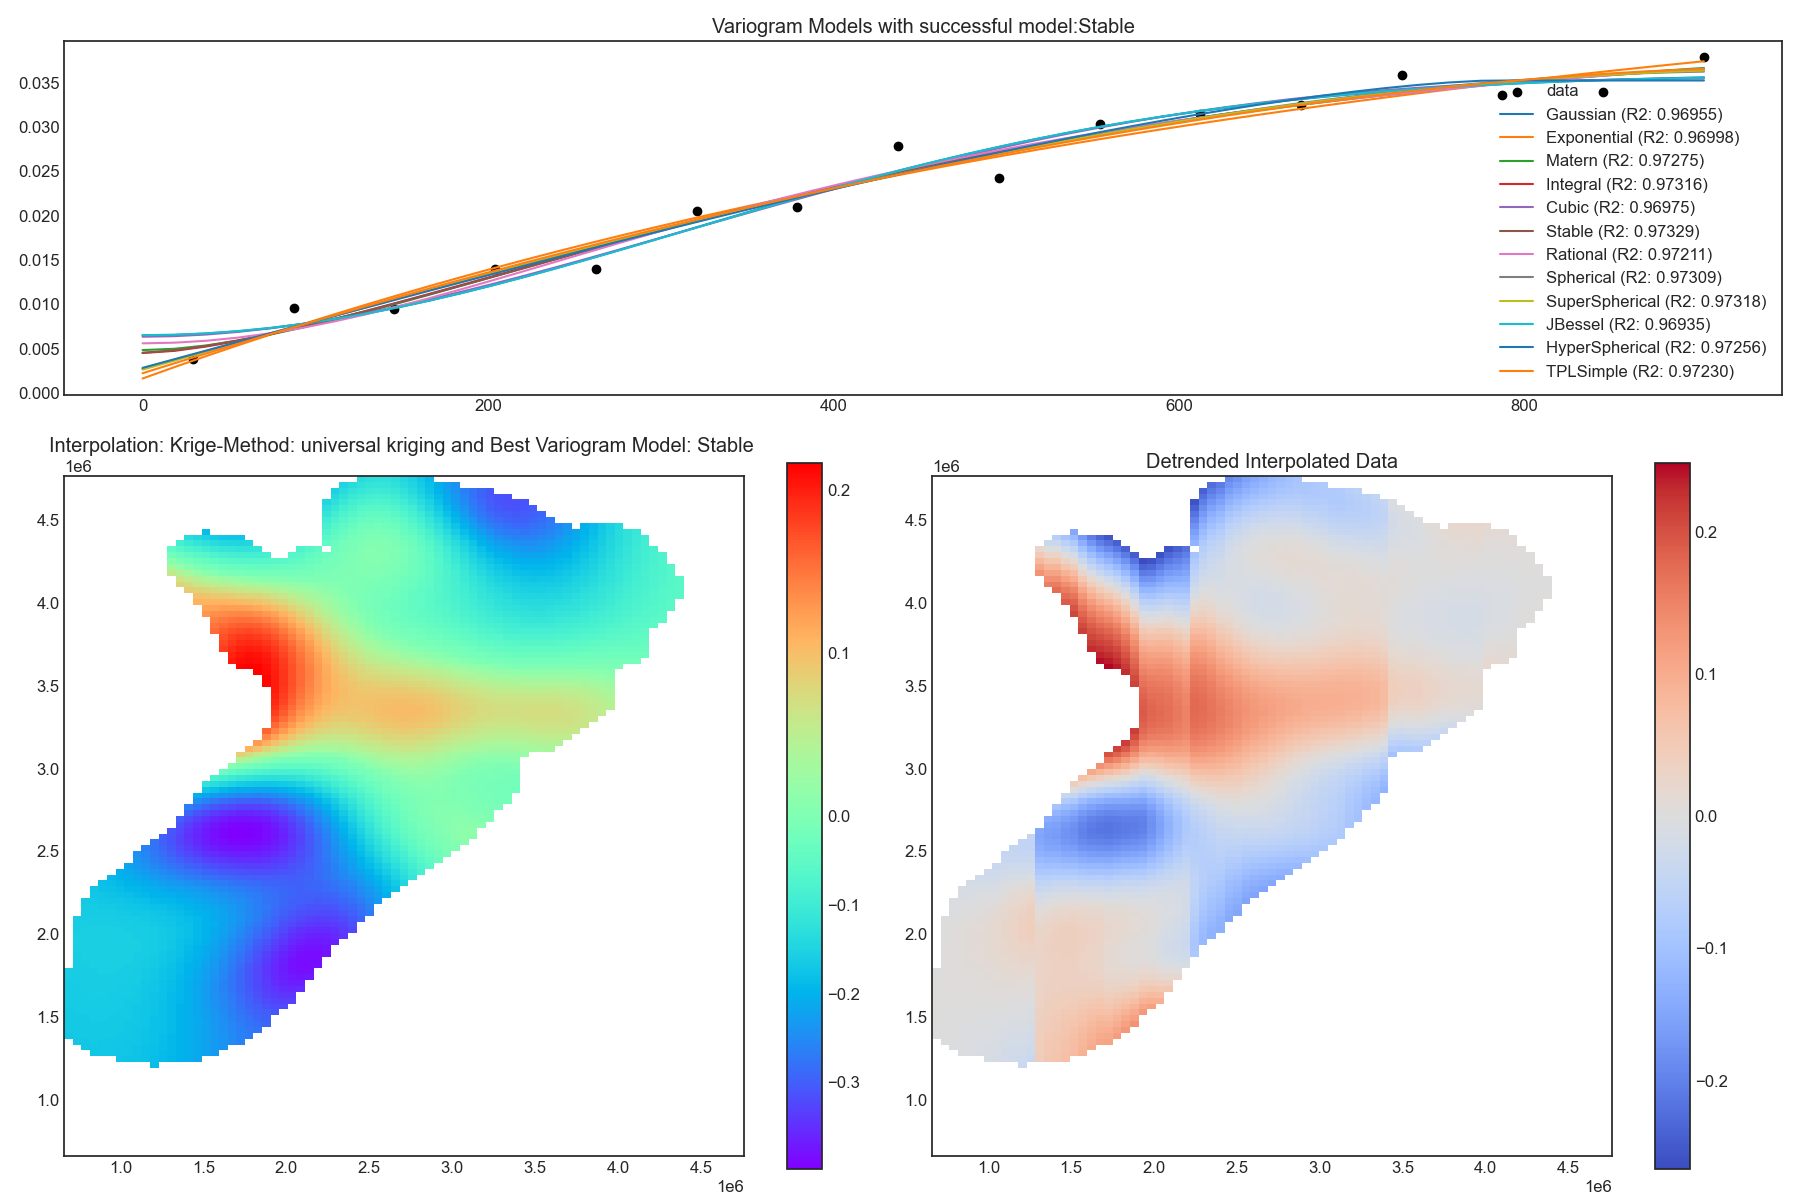 Variogram Models with successful model:Stable
0.035
0.030
0.025
0.020
0.015
0.010
0.005
0.000
0
200
400
600
800
data
Gaussian (R2: 0.96955)
Exponential (R2: 0.96998)
Matern (R2: 0.97275)
Integral (R2: 0.97316)
Cubic (R2: 0.96975)
Stable (R2: 0.97329)
Rational (R2: 0.97211)
Spherical (R2: 0.97309)
SuperSpherical (R2: 0.97318)
JBessel (R2: 0.96935)
HyperSpherical (R2: 0.97256)
TPLSimple (R2: 0.97230)
Interpolation: Krige-Method: universal kriging and Best Variogram Model: Stable
1e6
4.5
4.0
3.5
3.0
2.5
2.0
1.5
1.0
1.0
1.5
2.0
2.5
3.0
3.5
4.0
4.5
1e6
0.2
0.1
0.0
−0.1
−0.2
−0.3
Detrended Interpolated Data
1e6
4.5
4.0
3.5
3.0
2.5
2.0
1.5
1.0
1.0
1.5
2.0
2.5
3.0
3.5
4.0
4.5
1e6
0.2
0.1
0.0
−0.1
−0.2